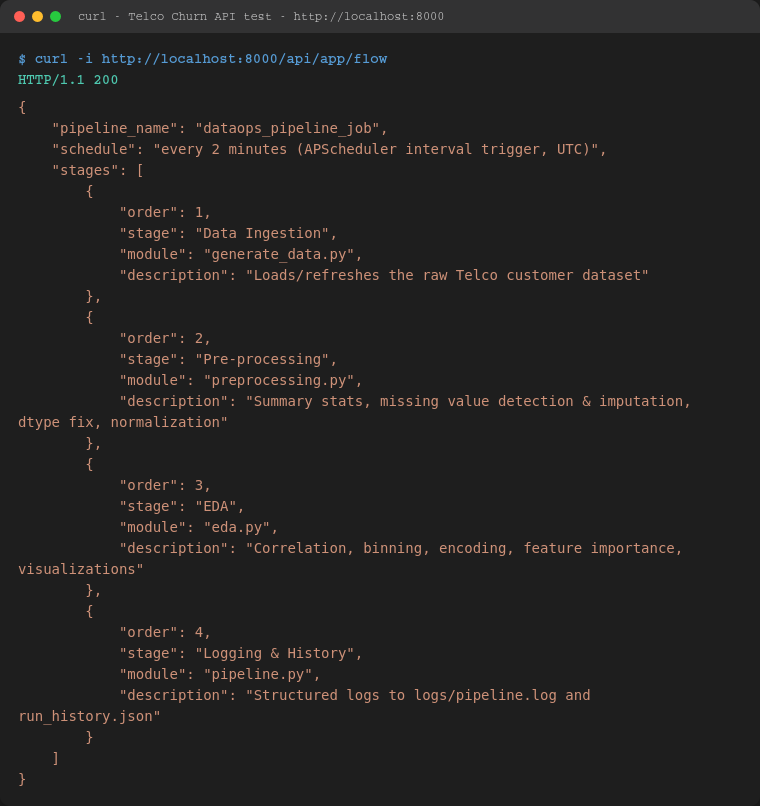 curl - Telco Churn API test - http://localhost:8000
$ curl -i http://localhost:8000/api/app/flow
HTTP/1.1 200
{
    "pipeline_name": "dataops_pipeline_job",
    "schedule": "every 2 minutes (APScheduler interval trigger, UTC)",
    "stages": [
        {
            "order": 1,
            "stage": "Data Ingestion",
            "module": "generate_data.py",
            "description": "Loads/refreshes the raw Telco customer dataset"
        },
        {
            "order": 2,
            "stage": "Pre-processing",
            "module": "preprocessing.py",
            "description": "Summary stats, missing value detection & imputation,
dtype fix, normalization"
        },
        {
            "order": 3,
            "stage": "EDA",
            "module": "eda.py",
            "description": "Correlation, binning, encoding, feature importance,
visualizations"
        },
        {
            "order": 4,
            "stage": "Logging & History",
            "module": "pipeline.py",
            "description": "Structured logs to logs/pipeline.log and
run_history.json"
        }
    ]
}